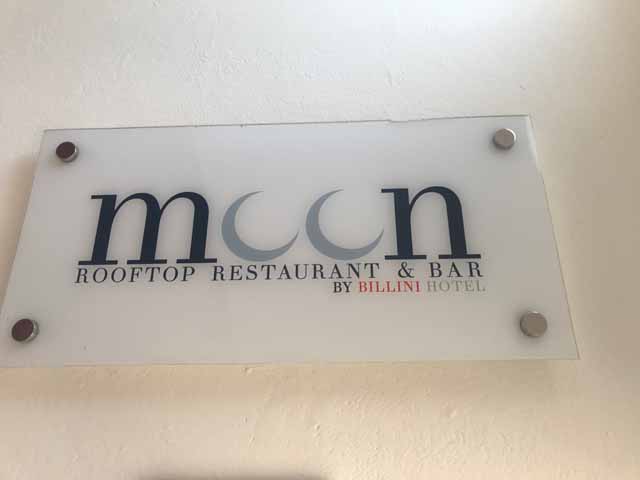 moon
ROOFTOP RESTAURANT & BAR
BY BILLINI HOTEL